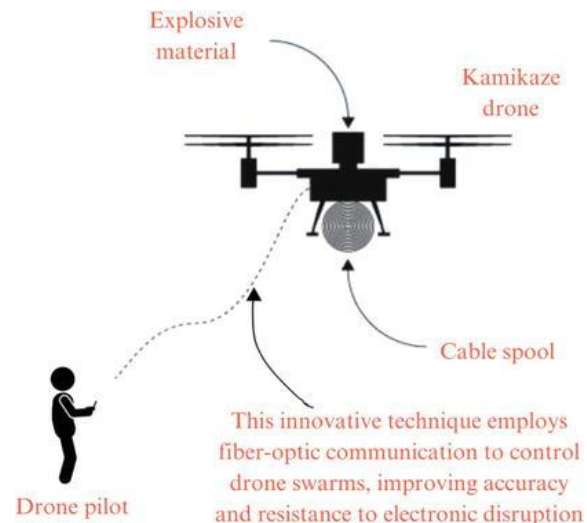 Explosive
material
Kamikaze
drone
Cable spool
This innovative technique employs
fiber-optic communication to control
drone swarms, improving accuracy
and resistance to electronic disruption
Drone pilot